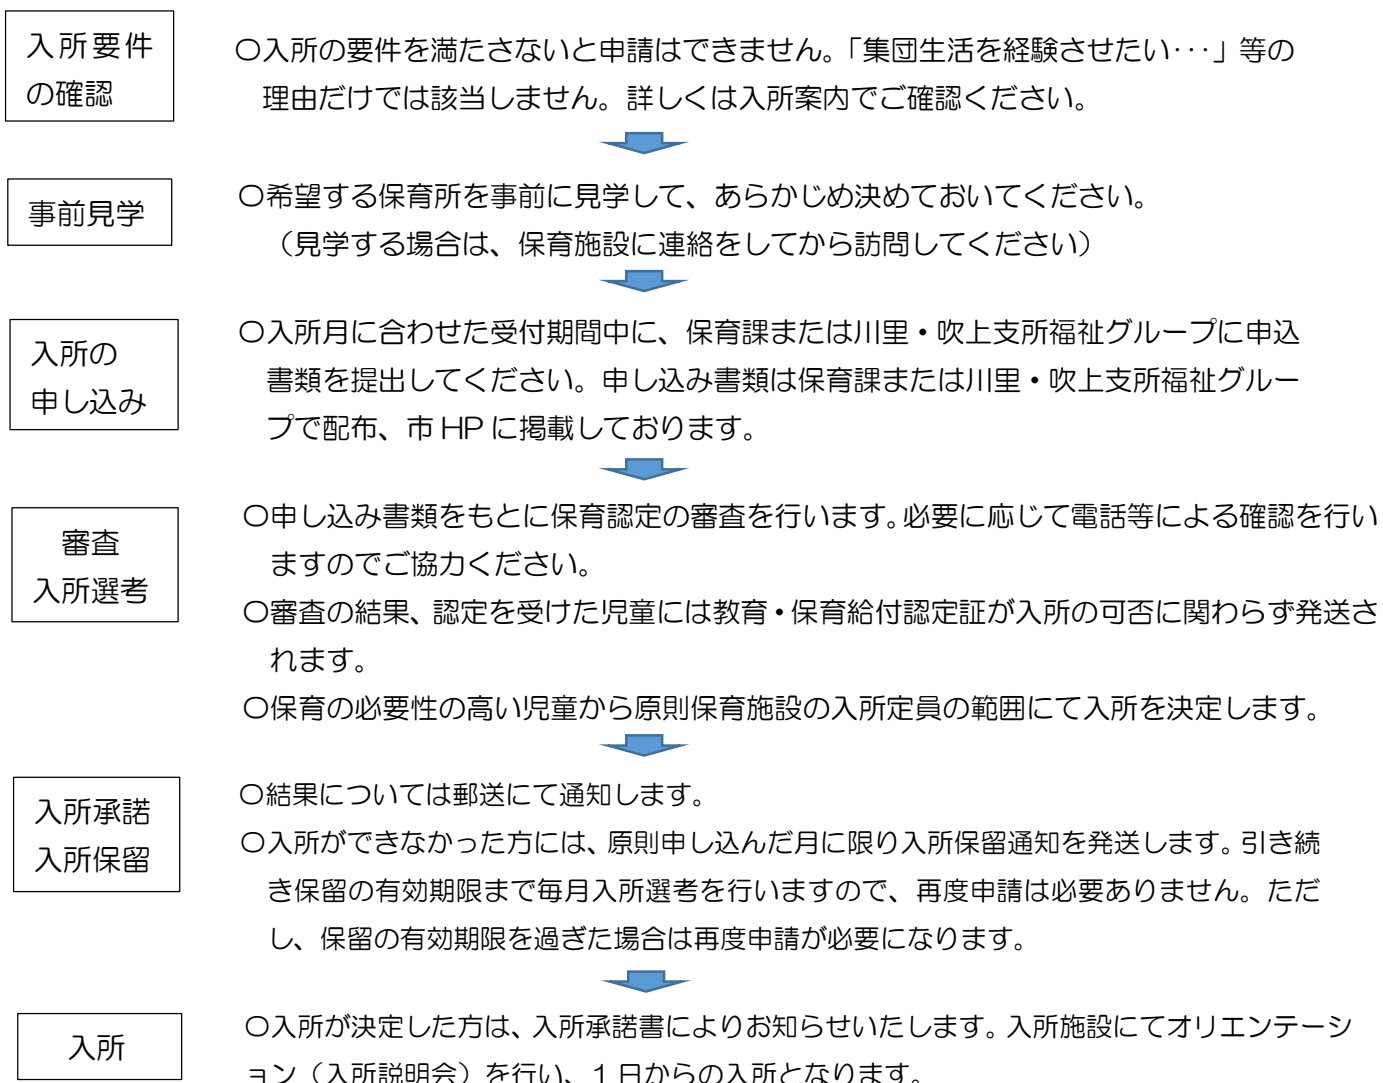 入所要件
の確認
〇入所の要件を満たさないと申請はできません。「集団生活を経験させたい･･･」等の
理由だけでは該当しません。詳しくは入所案内でご確認ください。
事前見学
〇希望する保育所を事前に見学して、あらかじめ決めておいてください。
（見学する場合は、保育施設に連絡をしてから訪問してください）
入所の
申し込み
〇入所月に合わせた受付期間中に、保育課または川里・吹上支所福祉グループに申込
書類を提出してください。申し込み書類は保育課または川里・吹上支所福祉グルー
プで配布、市 HP に掲載しております。
審査
入所選考
〇申し込み書類をもとに保育認定の審査を行います。必要に応じて電話等による確認を行い
ますのでご協力ください。
〇審査の結果、認定を受けた児童には教育・保育給付認定証が入所の可否に関わらず発送さ
れます。
〇保育の必要性の高い児童から原則保育施設の入所定員の範囲にて入所を決定します。
入所承諾
入所保留
〇結果については郵送にて通知します。
〇入所ができなかった方には、原則申し込んだ月に限り入所保留通知を発送します。引き続
き保留の有効期限まで毎月入所選考を行いますので、再度申請は必要ありません。ただ
し、保留の有効期限を過ぎた場合は再度申請が必要になります。
入所
〇入所が決定した方は、入所承諾書によりお知らせいたします。入所施設にてオリエンテーシ
ョン（入所説明会）を行い、１日からの入所となります。